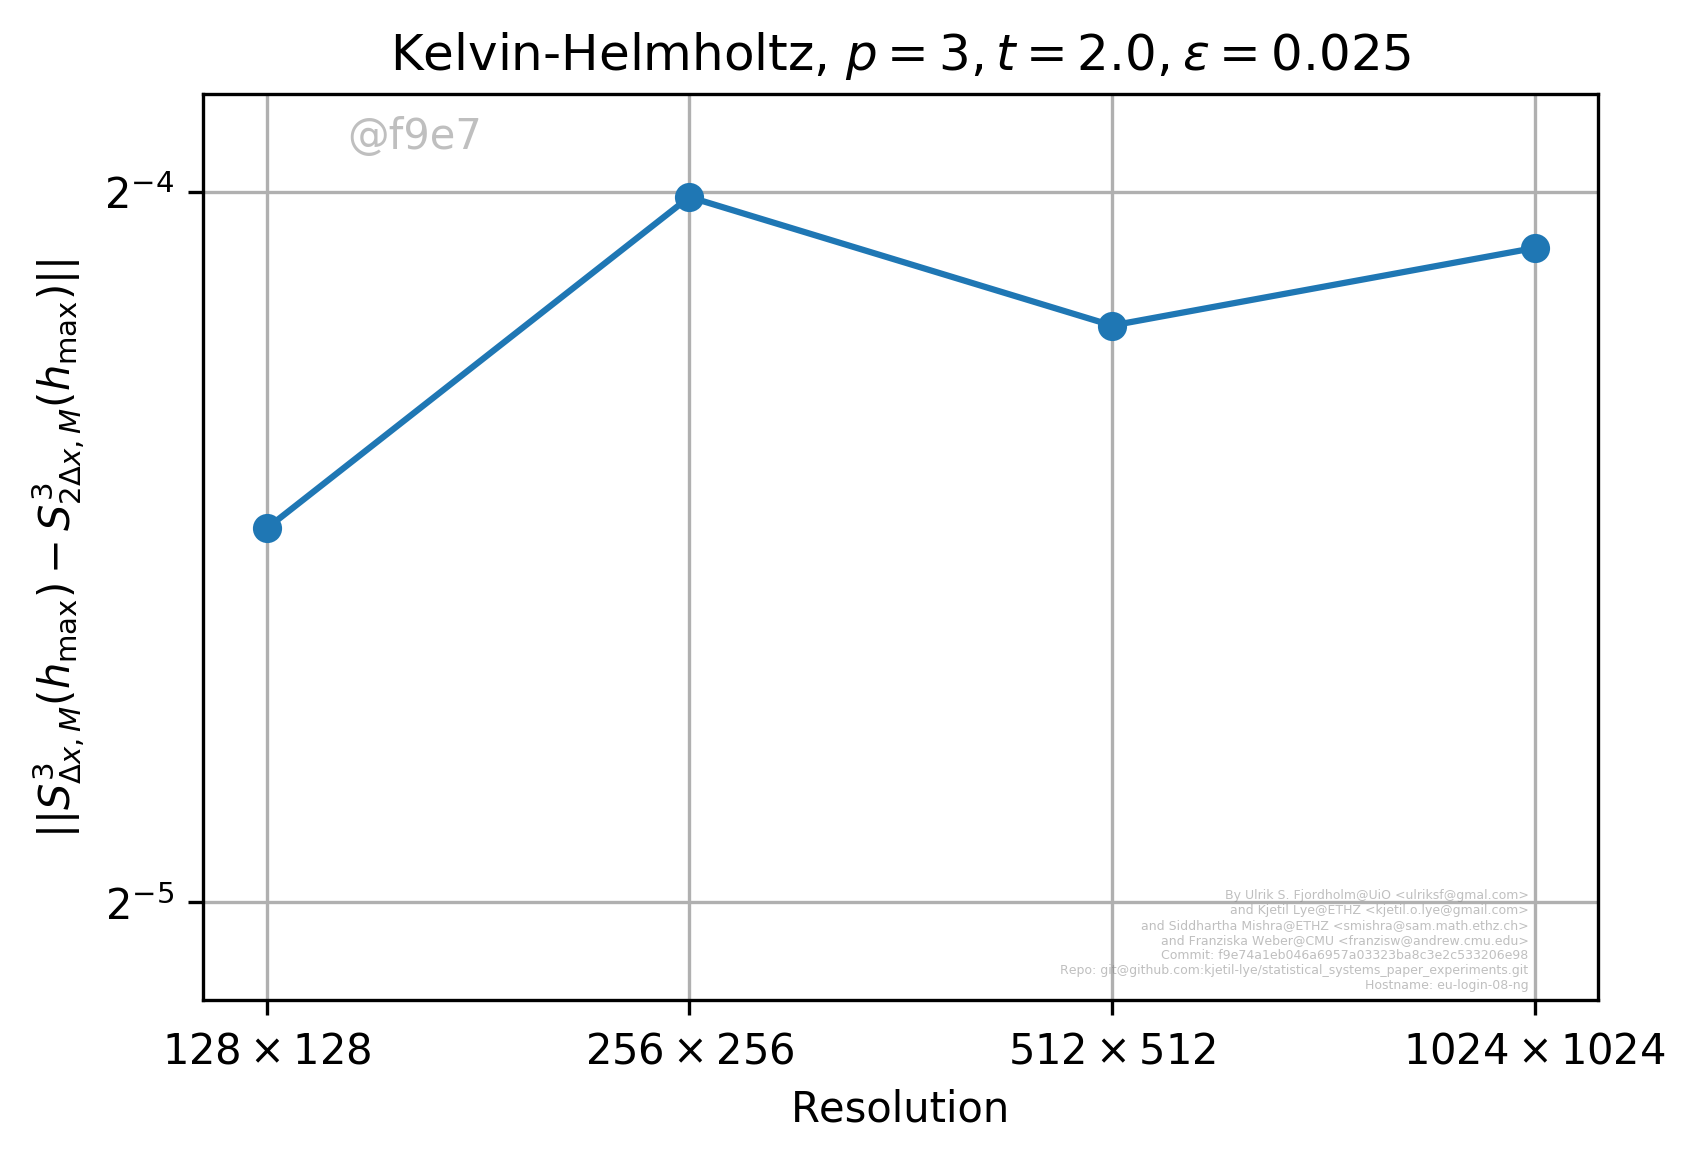 Kelvin-Helmholtz, p = 3, t = 2.0, ε = 0.025
@f9e7
2⁻⁴
||S³_{Δx, M}(h_max) − S³_{2Δx, M}(h_max)||
2⁻⁵
By Ulrik S. Fjordholm@UiO <ulriksf@gmal.com>
and Kjetil Lye@ETHZ <kjetil.o.lye@gmail.com>
and Siddhartha Mishra@ETHZ <smishra@sam.math.ethz.ch>
and Franziska Weber@CMU <franzisw@andrew.cmu.edu>
Commit: f9e74a1eb046a6957a03323ba8c3e2c533206e98
Repo: git@github.com:kjetil-lye/statistical_systems_paper_experiments.git
Hostname: eu-login-08-ng
128 × 128 256 × 256 512 × 512 1024 × 1024
Resolution